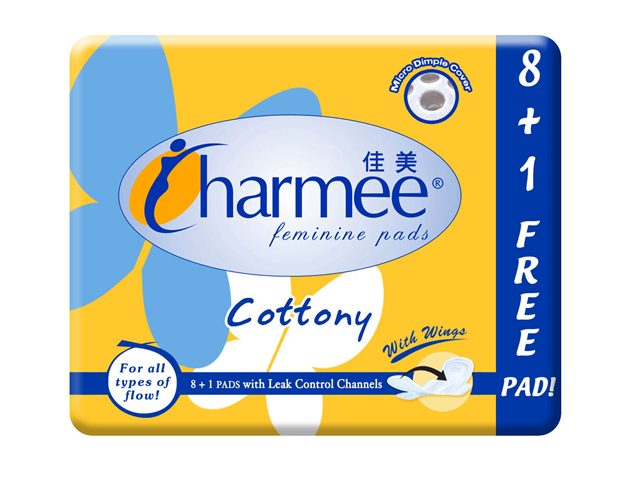 Micro Dimple Cover
佳美
Charmee®
feminine pads
Cottony
With Wings
For all
types of
flow!
8 + 1 PADS with Leak Control Channels
8
+
1
FREE
PAD!